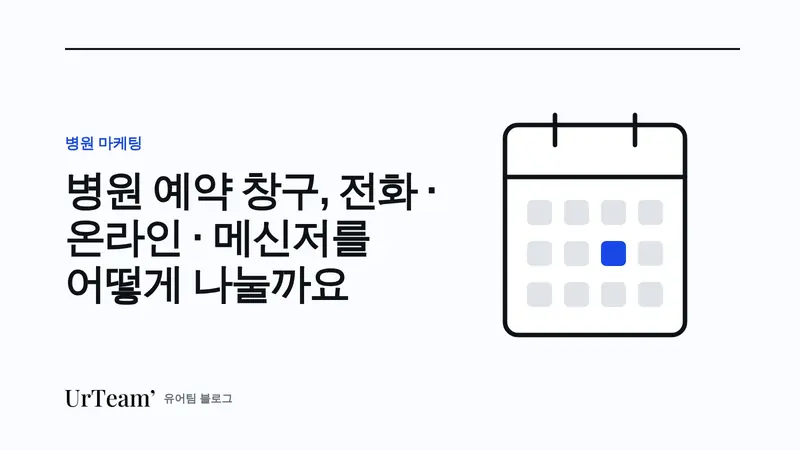 병원 마케팅
병원 예약 창구, 전화 ·
온라인 · 메신저를
어떻게 나눌까요
UrTeam’ 유어팀 블로그